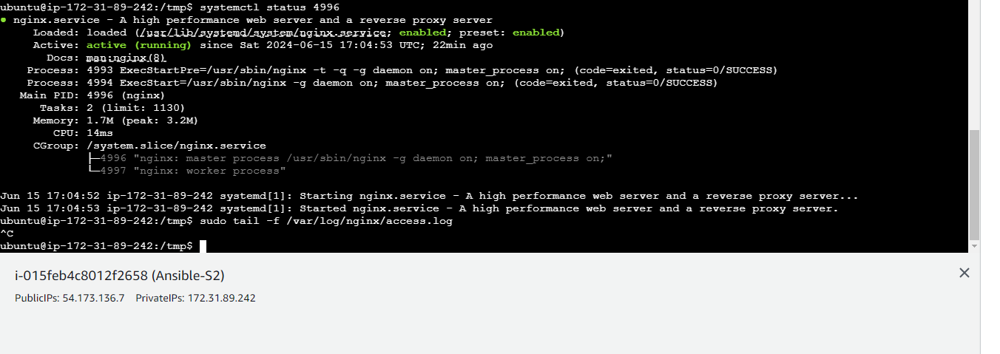 ubuntu@ip-172-31-89-242:/tmp$ systemctl status 4996
● nginx.service - A high performance web server and a reverse proxy server
     Loaded: loaded (/usr/lib/systemd/system/nginx.service; enabled; preset: enabled)
     Active: active (running) since Sat 2024-06-15 17:04:53 UTC; 22min ago
       Docs: man:nginx(8)
    Process: 4993 ExecStartPre=/usr/sbin/nginx -t -q -g daemon on; master_process on; (code=exited, status=0/SUCCESS)
    Process: 4994 ExecStart=/usr/sbin/nginx -g daemon on; master_process on; (code=exited, status=0/SUCCESS)
   Main PID: 4996 (nginx)
      Tasks: 2 (limit: 1130)
     Memory: 1.7M (peak: 3.2M)
        CPU: 14ms
     CGroup: /system.slice/nginx.service
             ├─4996 "nginx: master process /usr/sbin/nginx -g daemon on; master_process on;"
             └─4997 "nginx: worker process"

Jun 15 17:04:52 ip-172-31-89-242 systemd[1]: Starting nginx.service - A high performance web server and a reverse proxy server...
Jun 15 17:04:53 ip-172-31-89-242 systemd[1]: Started nginx.service - A high performance web server and a reverse proxy server.
ubuntu@ip-172-31-89-242:/tmp$ sudo tail -f /var/log/nginx/access.log
^C
ubuntu@ip-172-31-89-242:/tmp$
i-015feb4c8012f2658 (Ansible-S2)
PublicIPs: 54.173.136.7 PrivateIPs: 172.31.89.242